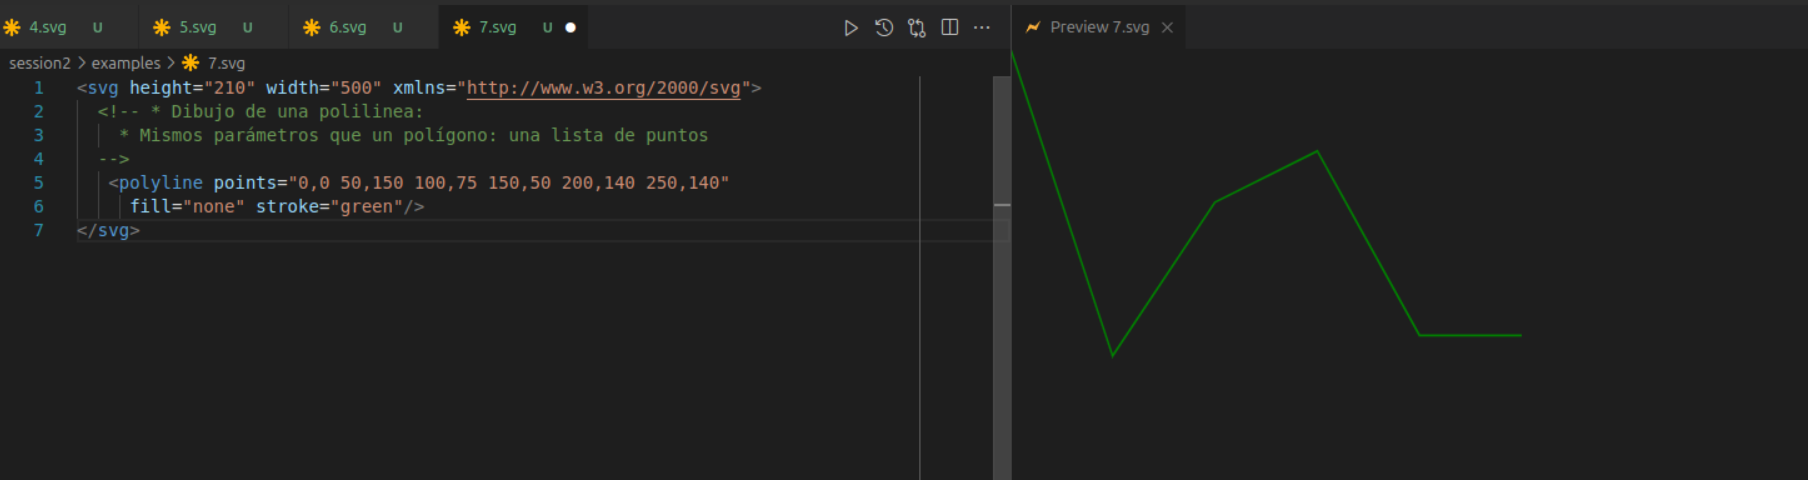 4.svg U 5.svg U 6.svg U 7.svg U Preview 7.svg
session2 > examples > 7.svg
1 <svg height="210" width="500" xmlns="http://www.w3.org/2000/svg">
2 <!-- * Dibujo de una polilinea:
3 * Mismos parámetros que un polígono: una lista de puntos
4 -->
5 <polyline points="0,0 50,150 100,75 150,50 200,140 250,140"
6 fill="none" stroke="green"/>
7 </svg>